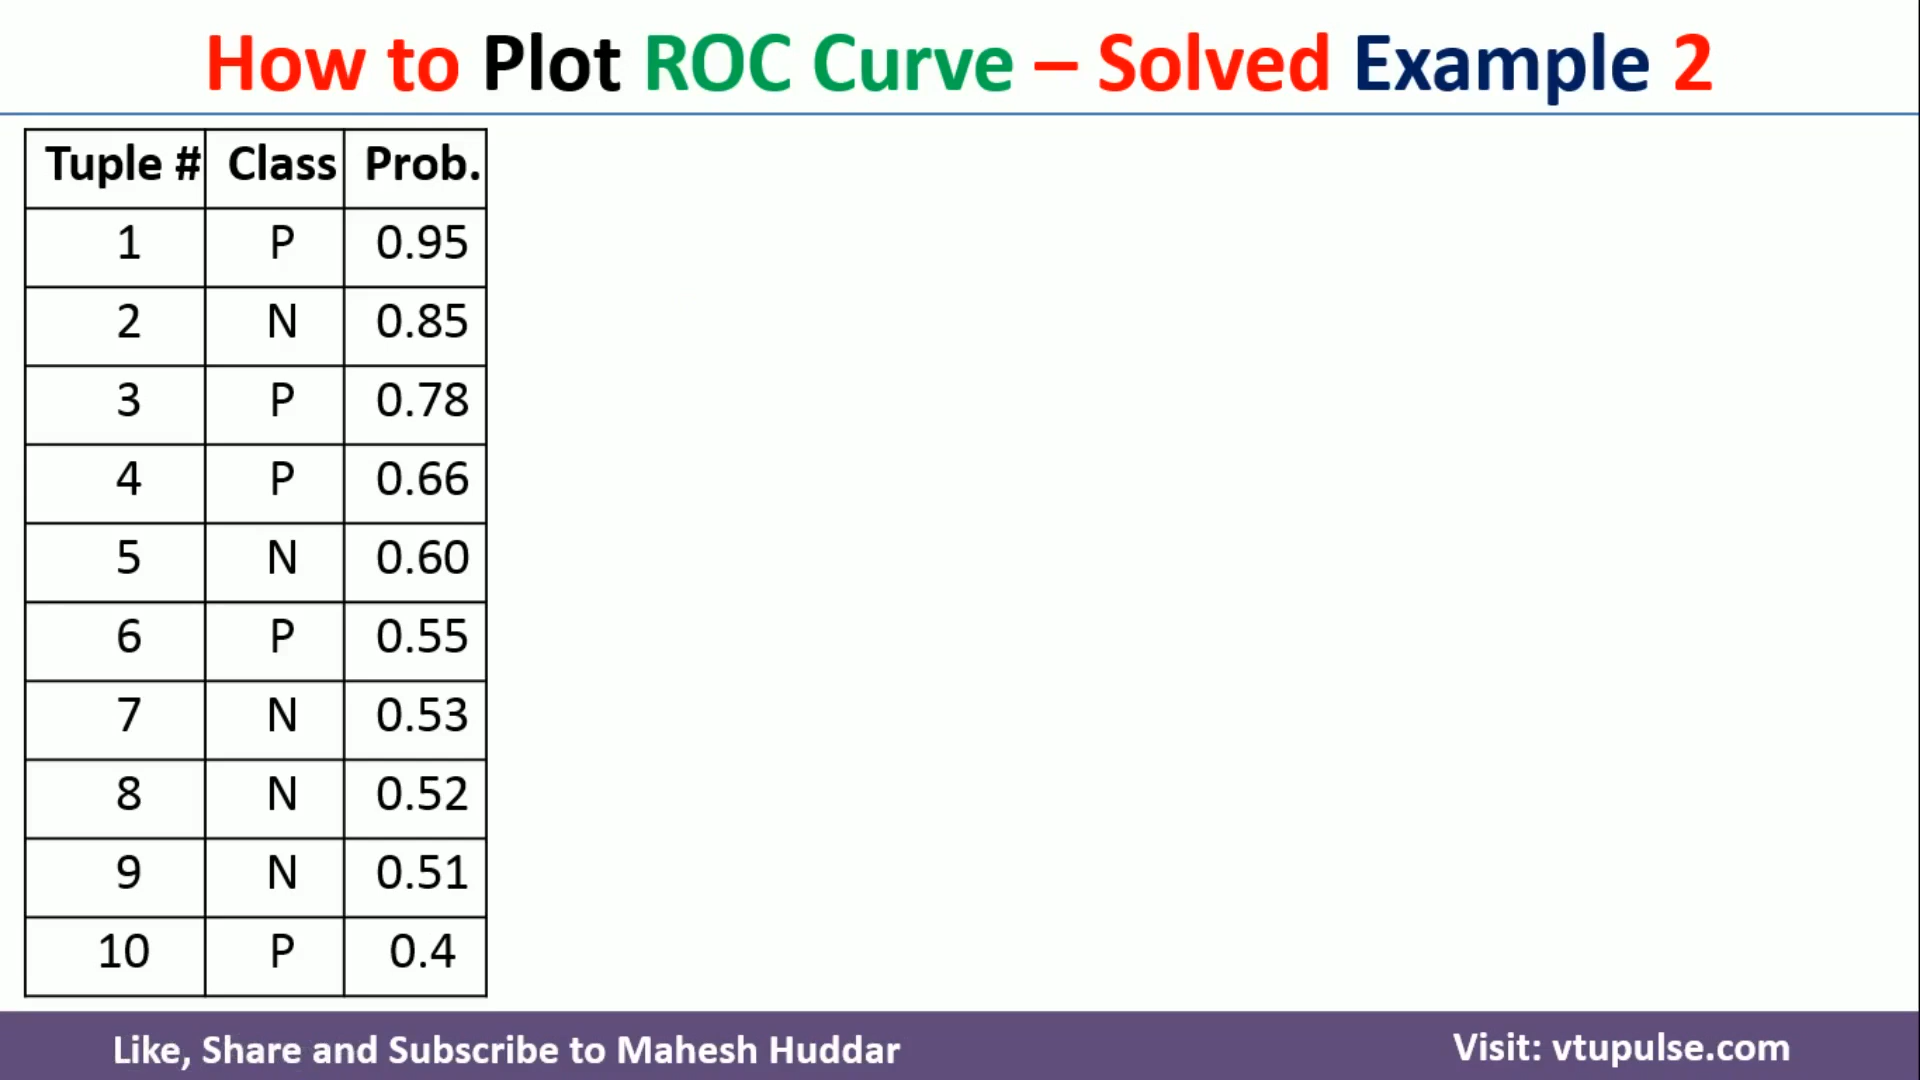 How to Plot ROC Curve – Solved Example 2
Tuple # Class Prob.
1 P 0.95
2 N 0.85
3 P 0.78
4 P 0.66
5 N 0.60
6 P 0.55
7 N 0.53
8 N 0.52
9 N 0.51
10 P 0.4
Like, Share and Subscribe to Mahesh Huddar
Visit: vtupulse.com